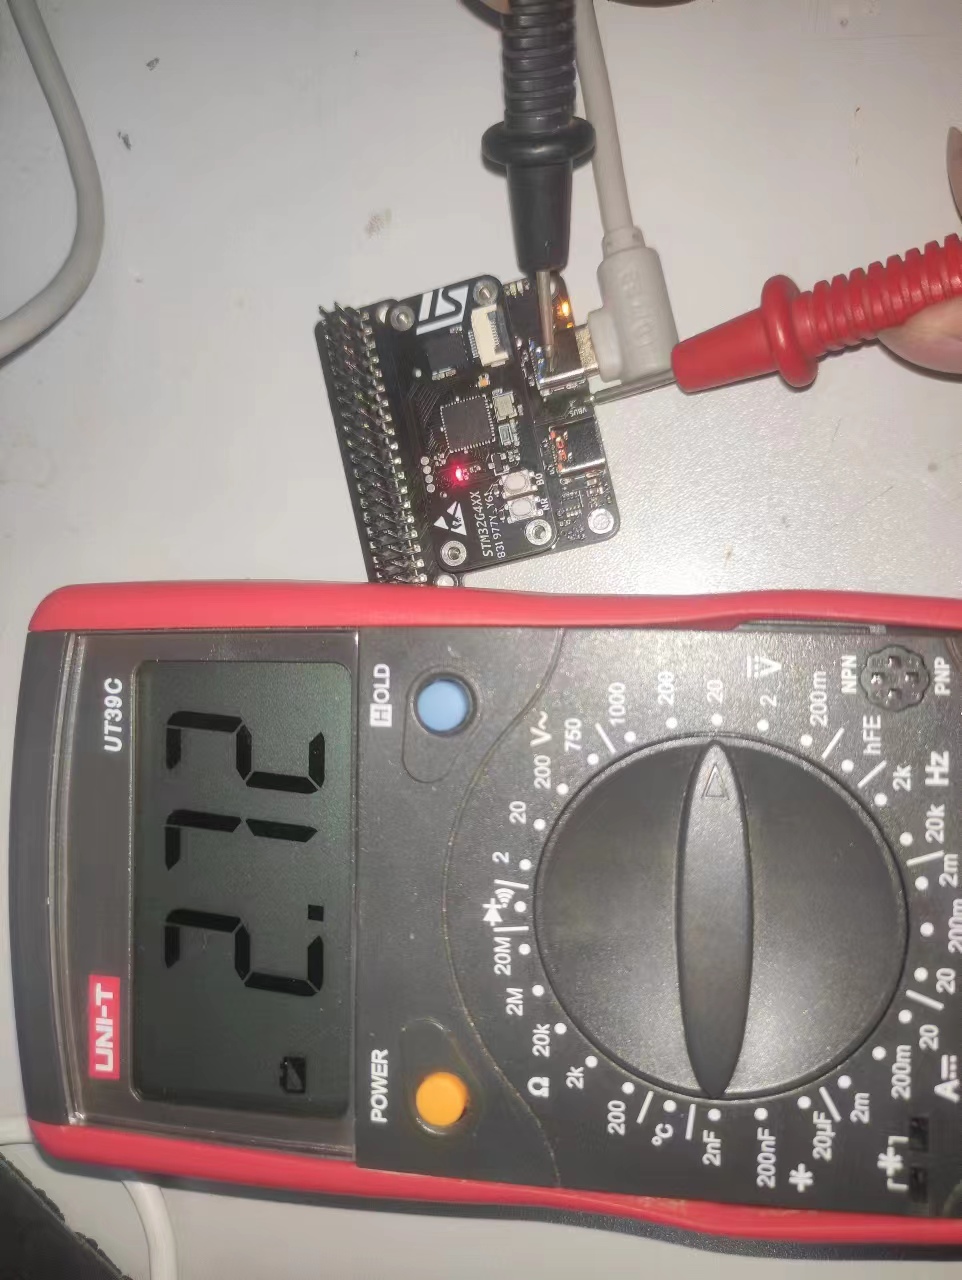 UNI-T
UT39C
2.72
POWER
HOLD
20M
2
2M
20
Ω
20k
200
V~
2k
750
200
1000
℃
200
2nF
20
200nF
2
V
20µF
200m
2m
NPN
hFE
200m
2k
20
20
200m
2m
20k
Hz
PNP
A
STM32G4XX
831977Y_Y6
NR
B0
ST